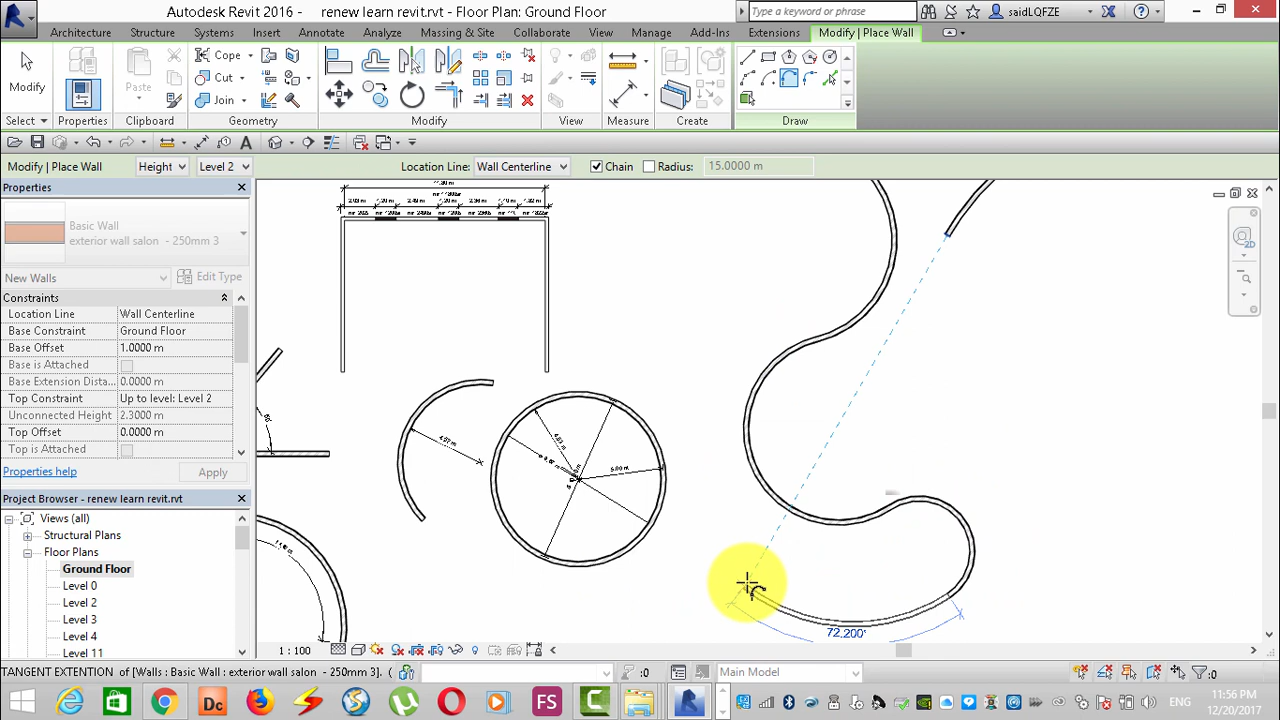 Autodesk Revit 2016 - renew learn revit.rvt - Floor Plan: Ground Floor
Type a keyword or phrase
saidLQFZE
Architecture Structure Systems Insert Annotate Analyze Massing & Site Collaborate View Manage Add-Ins Extensions Modify | Place Wall
Modify
Paste
Cope
Cut
Join
Select Properties Clipboard Geometry Modify View Measure Create Draw
Modify | Place Wall Height Level 2 Location Line: Wall Centerline Chain Radius: 15.0000 m
Properties
Basic Wall
exterior wall salon - 250mm 3
New Walls Edit Type
Constraints
Location Line Wall Centerline
Base Constraint Ground Floor
Base Offset 1.0000 m
Base is Attached
Base Extension Dista... 0.0000 m
Top Constraint Up to level: Level 2
Unconnected Height 2.3000 m
Top Offset 0.0000 m
Top is Attached
Properties help Apply
Project Browser - renew learn revit.rvt
Views (all)
Structural Plans
Floor Plans
Ground Floor
Level 0
Level 2
Level 3
Level 4
Level 11
2D
72.200°
1 : 100
TANGENT EXTENTION of [Walls : Basic Wall : exterior wall salon - 250mm 3]
:0 Main Model :0
Dc FS ENG
11:56 PM
12/20/2017